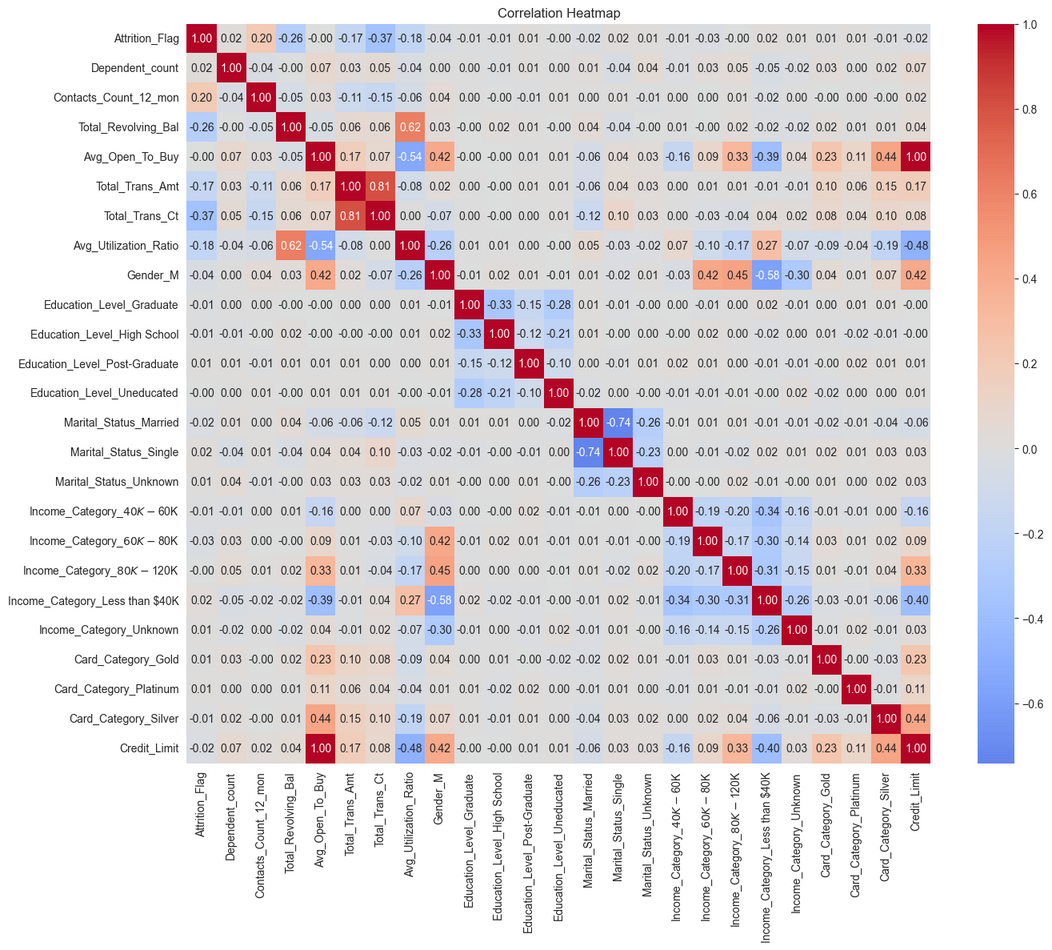 Correlation Heatmap
Attrition_Flag 1.00 0.02 0.20 -0.26 -0.00 -0.17 -0.37 -0.18 -0.04 -0.01 -0.01 0.01 -0.00 -0.02 0.02 0.01 -0.01 -0.03 -0.00 0.02 0.01 0.01 0.01 -0.01 -0.02
Dependent_count 0.02 1.00 -0.04 -0.00 0.07 0.03 0.05 -0.04 0.00 0.00 -0.01 0.01 0.00 0.01 -0.04 0.04 -0.01 0.03 0.05 -0.05 -0.02 0.03 0.00 0.02 0.07
Contacts_Count_12_mon 0.20 -0.04 1.00 -0.05 0.03 -0.11 -0.15 -0.06 0.04 0.00 -0.00 -0.01 0.01 0.00 0.01 -0.01 0.00 0.01 0.01 -0.02 0.00 -0.00 0.00 -0.00 0.02
Total_Revolving_Bal -0.26 -0.00 -0.05 1.00 -0.05 0.06 0.06 0.62 0.03 -0.00 0.02 0.01 -0.00 0.04 -0.04 -0.00 0.01 -0.00 0.02 -0.02 -0.02 0.02 0.01 0.01 0.04
Avg_Open_To_Buy -0.00 0.07 0.03 -0.05 1.00 0.17 0.07 -0.54 0.42 -0.00 -0.00 0.01 0.01 -0.06 0.04 0.03 -0.16 0.09 0.33 -0.39 0.04 0.23 0.11 0.44 1.00
Total_Trans_Amt -0.17 0.03 -0.11 0.06 0.17 1.00 0.81 -0.08 0.02 0.00 -0.00 0.01 0.00 -0.06 0.04 0.03 0.00 0.01 0.01 -0.01 -0.01 0.10 0.06 0.15 0.17
Total_Trans_Ct -0.37 0.05 -0.15 0.06 0.07 0.81 1.00 0.00 -0.07 0.00 -0.00 0.01 0.00 -0.12 0.10 0.03 0.00 -0.03 -0.04 0.04 0.02 0.08 0.04 0.10 0.08
Avg_Utilization_Ratio -0.18 -0.04 -0.06 0.62 -0.54 -0.08 0.00 1.00 -0.26 0.01 0.01 0.00 -0.00 0.05 -0.03 -0.02 0.07 -0.10 -0.17 0.27 -0.07 -0.09 -0.04 -0.19 -0.48
Gender_M -0.04 0.00 0.04 0.03 0.42 0.02 -0.07 -0.26 1.00 -0.01 0.02 0.01 -0.01 0.01 -0.02 0.01 -0.03 0.42 0.45 -0.58 -0.30 0.04 0.01 0.07 0.42
Education_Level_Graduate -0.01 0.00 0.00 -0.00 -0.00 0.00 0.00 0.01 -0.01 1.00 -0.33 -0.15 -0.28 0.01 -0.00 0.00 -0.00 -0.01 0.00 0.02 -0.01 0.00 0.01 0.01 -0.00
Education_Level_High School -0.01 -0.01 -0.00 0.02 -0.00 -0.00 -0.00 0.01 0.02 -0.33 1.00 -0.12 -0.21 0.01 -0.00 -0.00 -0.00 0.02 0.00 -0.02 0.00 0.01 -0.02 -0.01 -0.00
Education_Level_Post-Graduate 0.01 0.01 -0.01 0.01 0.01 0.01 0.01 0.00 0.01 -0.15 -0.12 1.00 -0.10 0.00 -0.01 0.01 0.02 -0.01 0.00 -0.01 -0.01 -0.00 0.02 0.01 0.01
Education_Level_Uneducated -0.00 0.00 0.01 -0.00 0.01 0.00 0.00 -0.00 -0.01 -0.28 -0.21 -0.10 1.00 -0.02 0.00 -0.00 -0.01 -0.01 0.00 -0.01 0.02 -0.02 0.00 0.00 0.01
Marital_Status_Married -0.02 0.01 0.00 0.04 -0.06 -0.06 -0.12 0.05 0.01 0.01 0.01 0.00 -0.02 1.00 -0.74 -0.26 -0.01 0.01 0.01 -0.01 0.01 -0.02 -0.01 -0.04 -0.06
Marital_Status_Single 0.02 -0.04 0.01 -0.04 0.04 0.04 0.10 -0.03 -0.02 -0.00 -0.00 -0.01 0.00 -0.74 1.00 -0.23 0.00 -0.01 -0.02 0.02 0.01 0.02 0.01 0.03 0.03
Marital_Status_Unknown 0.01 0.04 -0.01 -0.00 0.03 0.03 0.03 -0.02 0.01 0.00 -0.00 0.01 -0.00 -0.26 -0.23 1.00 -0.00 -0.00 0.02 -0.01 -0.00 0.01 0.01 0.02 0.03
Income_Category_40K − 60K -0.01 -0.01 0.00 0.01 -0.16 0.00 0.00 0.07 -0.03 -0.00 -0.00 0.02 -0.01 -0.01 0.00 -0.00 1.00 -0.19 -0.20 -0.34 -0.16 -0.01 -0.01 0.00 -0.16
Income_Category_60K − 80K -0.03 0.03 0.01 -0.00 0.09 0.01 -0.03 -0.10 0.42 -0.01 0.02 -0.01 -0.01 0.01 -0.01 -0.00 -0.19 1.00 -0.17 -0.30 -0.14 0.03 0.01 0.02 0.09
Income_Category_80K − 120K -0.00 0.05 0.01 0.02 0.33 0.01 -0.04 -0.17 0.45 0.00 0.00 0.00 0.00 0.01 -0.02 0.02 -0.20 -0.17 1.00 -0.31 -0.15 0.01 -0.01 0.04 0.33
Income_Category_Less than $40K 0.02 -0.05 -0.02 -0.02 -0.39 -0.01 0.04 0.27 -0.58 0.02 -0.02 -0.01 -0.01 -0.01 0.02 -0.01 -0.34 -0.30 -0.31 1.00 -0.26 -0.03 -0.01 -0.06 -0.40
Income_Category_Unknown 0.01 -0.02 0.00 -0.02 0.04 -0.01 0.02 -0.07 -0.30 -0.01 0.00 -0.01 0.02 0.01 0.01 -0.00 -0.16 -0.14 -0.15 -0.26 1.00 -0.01 0.02 -0.01 0.03
Card_Category_Gold 0.01 0.03 -0.00 0.02 0.23 0.10 0.08 -0.09 0.04 0.00 0.01 -0.00 -0.02 -0.02 0.02 0.01 -0.01 0.03 0.01 -0.03 -0.01 1.00 -0.00 -0.03 0.23
Card_Category_Platinum 0.01 0.00 0.00 0.01 0.11 0.06 0.04 -0.04 0.01 0.01 -0.02 0.02 0.00 -0.01 0.01 0.01 -0.01 0.01 -0.01 -0.01 0.02 -0.00 1.00 -0.01 0.11
Card_Category_Silver -0.01 0.02 -0.00 0.01 0.44 0.15 0.10 -0.19 0.07 0.01 -0.01 0.01 0.00 -0.04 0.03 0.02 0.00 0.02 0.04 -0.06 -0.01 -0.03 -0.01 1.00 0.44
Credit_Limit -0.02 0.07 0.02 0.04 1.00 0.17 0.08 -0.48 0.42 -0.00 -0.00 0.01 0.01 -0.06 0.03 0.03 -0.16 0.09 0.33 -0.40 0.03 0.23 0.11 0.44 1.00
Attrition_Flag
Dependent_count
Contacts_Count_12_mon
Total_Revolving_Bal
Avg_Open_To_Buy
Total_Trans_Amt
Total_Trans_Ct
Avg_Utilization_Ratio
Gender_M
Education_Level_Graduate
Education_Level_High School
Education_Level_Post-Graduate
Education_Level_Uneducated
Marital_Status_Married
Marital_Status_Single
Marital_Status_Unknown
Income_Category_40K − 60K
Income_Category_60K − 80K
Income_Category_80K − 120K
Income_Category_Less than $40K
Income_Category_Unknown
Card_Category_Gold
Card_Category_Platinum
Card_Category_Silver
Credit_Limit
1.0
0.8
0.6
0.4
0.2
0.0
−0.2
−0.4
−0.6